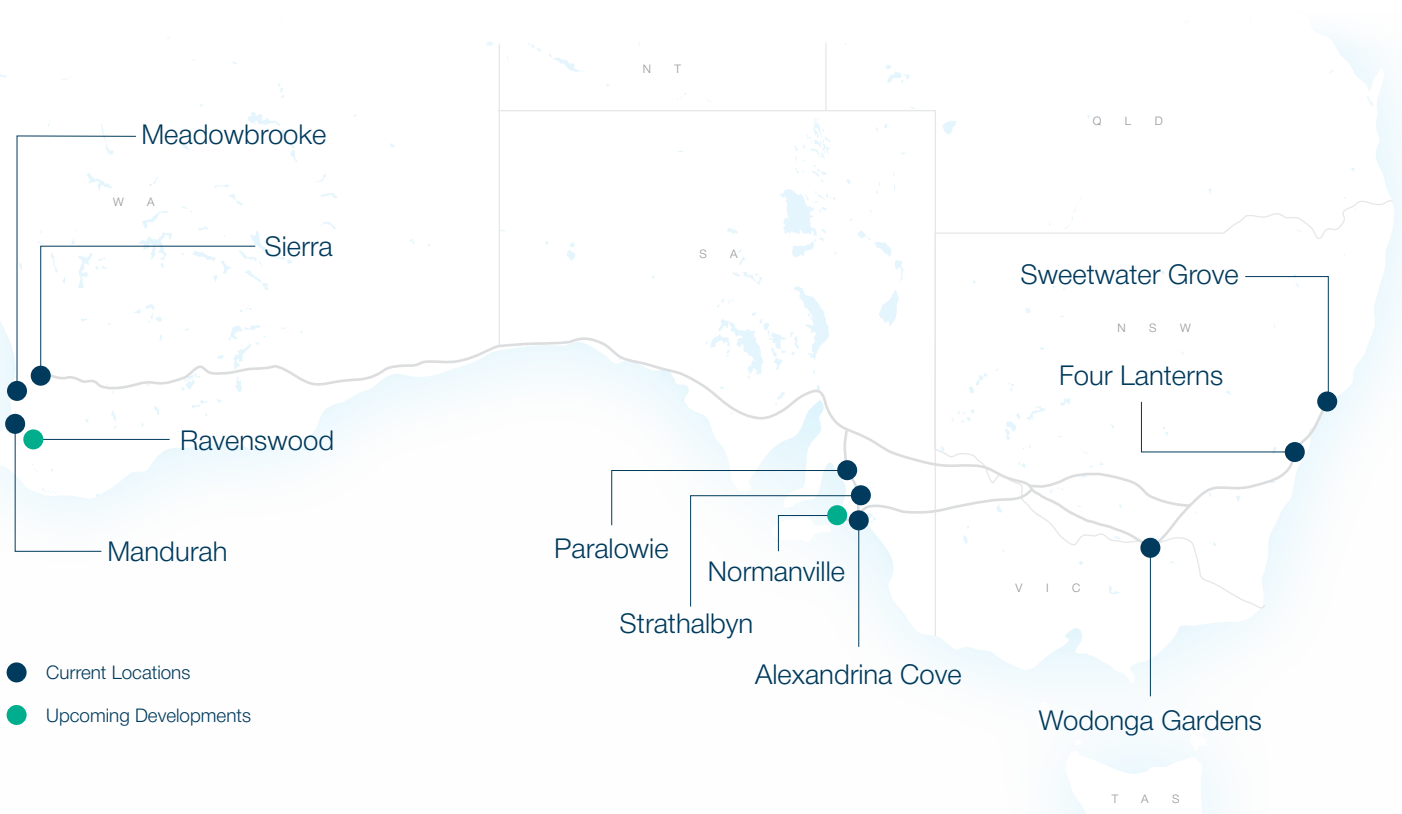 N T
Q L D
Meadowbrooke
W A
Sierra
S A
Sweetwater Grove
N S W
Four Lanterns
Ravenswood
Paralowie
Mandurah
Normanville
V I C
Strathalbyn
Alexandrina Cove
Current Locations
Upcoming Developments
Wodonga Gardens
T A S